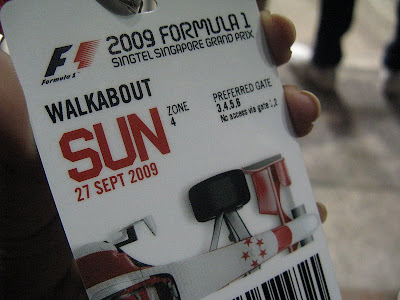 F1
Formula 1
2009 FORMULA 1
SINGTEL SINGAPORE GRAND PRIX
WALKABOUT
SUN
ZONE
4
27 SEPT 2009
PREFERRED GATE
3,4,5,8
No access via gate 1,2